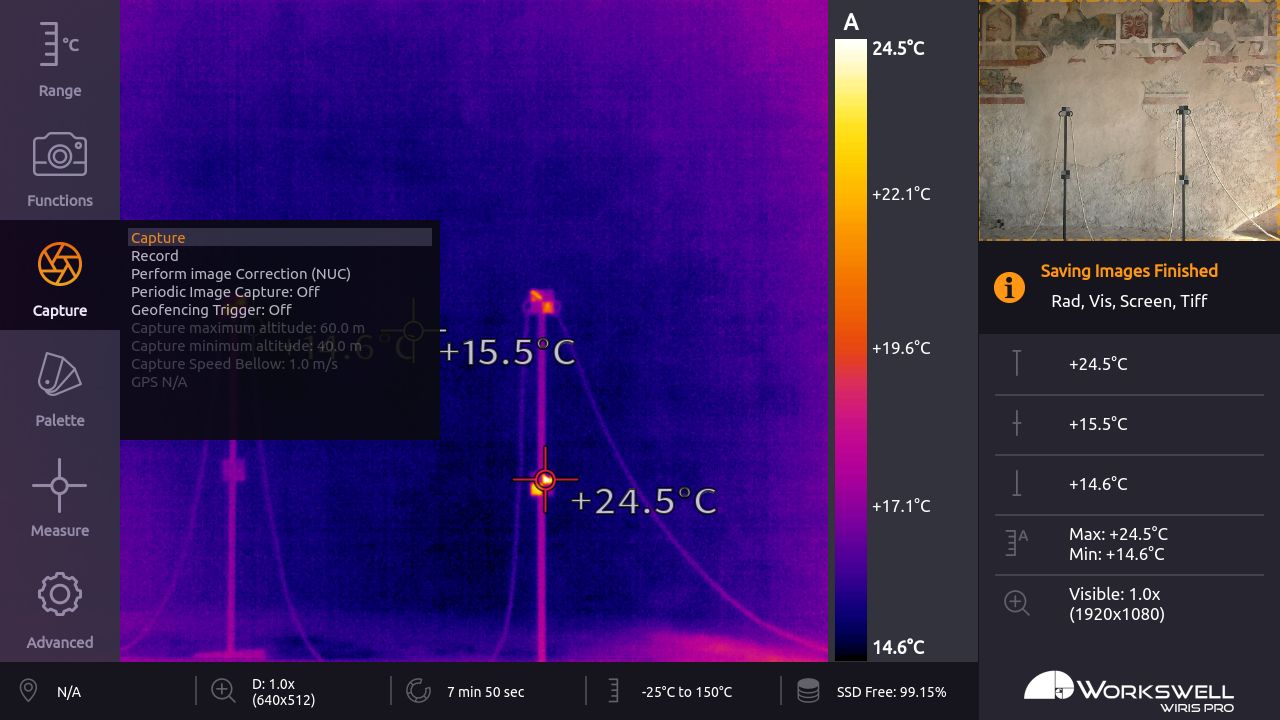 °C
Range
Functions
Capture
Palette
Measure
Advanced
Capture
Record
Perform image Correction (NUC)
Periodic Image Capture: Off
Geofencing Trigger: Off
Capture maximum altitude: 60.0 m
Capture minimum altitude: 40.0 m
Capture Speed Bellow: 1.0 m/s
GPS N/A
+14.6°C
+15.5°C
+24.5°C
A
24.5°C
+22.1°C
+19.6°C
+17.1°C
14.6°C
Saving Images Finished
Rad, Vis, Screen, Tiff
+24.5°C
+15.5°C
+14.6°C
A
Max: +24.5°C
Min: +14.6°C
Visible: 1.0x
(1920x1080)
N/A
D: 1.0x
(640x512)
7 min 50 sec
-25°C to 150°C
SSD Free: 99.15%
WORKSWELL
WIRIS PRO